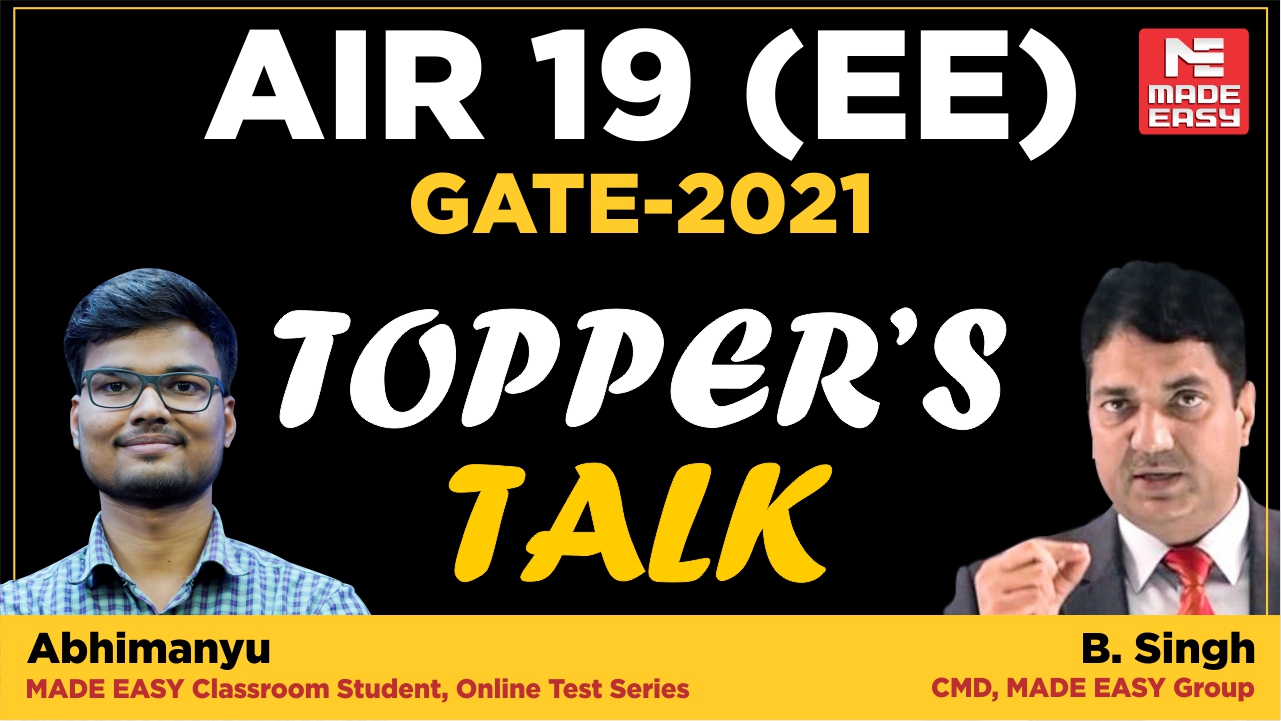 AIR 19 (EE)
ME
MADE
EASY
GATE-2021
TOPPER'S
TALK
Abhimanyu
MADE EASY Classroom Student, Online Test Series
B. Singh
CMD, MADE EASY Group